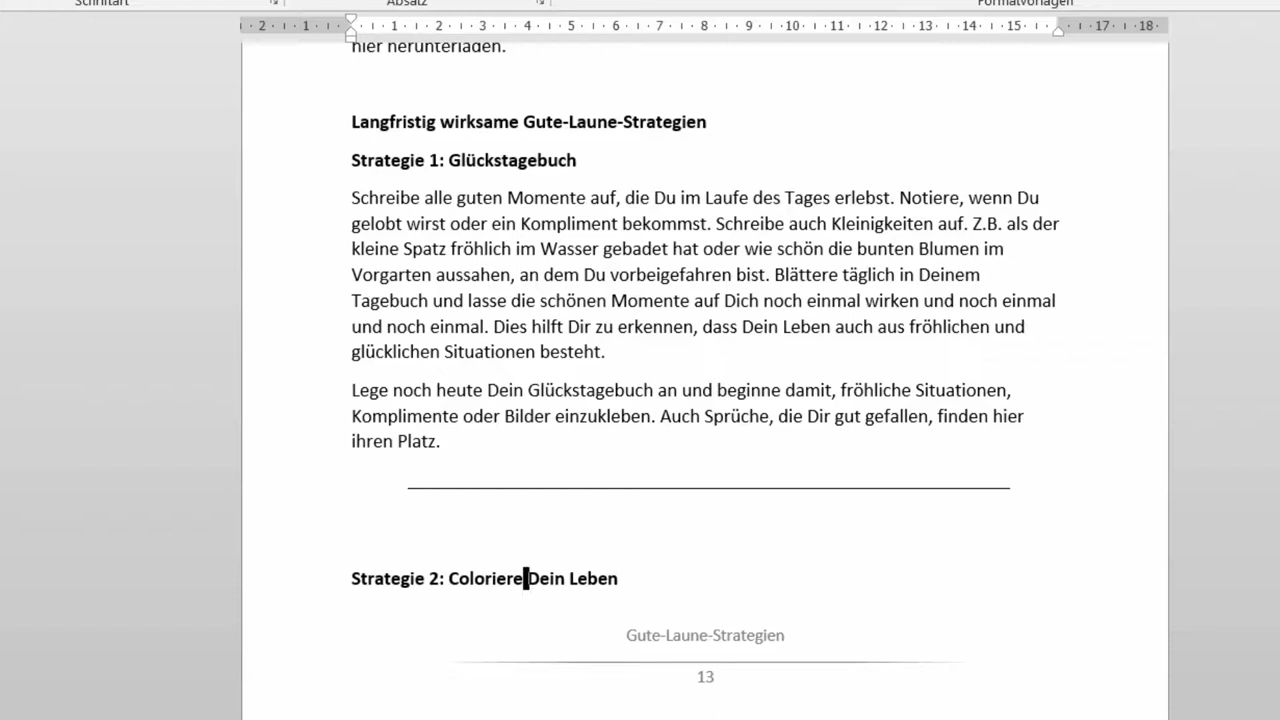 Schriftart
Absatz
Formatvorlagen
2 1 1 2 3 4 5 6 7 8 9 10 11 12 13 14 15 17 18
hier herunterladen.
Langfristig wirksame Gute-Laune-Strategien
Strategie 1: Glückstagebuch
Schreibe alle guten Momente auf, die Du im Laufe des Tages erlebst. Notiere, wenn Du
gelobt wirst oder ein Kompliment bekommst. Schreibe auch Kleinigkeiten auf. Z.B. als der
kleine Spatz fröhlich im Wasser gebadet hat oder wie schön die bunten Blumen im
Vorgarten aussahen, an dem Du vorbeigefahren bist. Blättere täglich in Deinem
Tagebuch und lasse die schönen Momente auf Dich noch einmal wirken und noch einmal
und noch einmal. Dies hilft Dir zu erkennen, dass Dein Leben auch aus fröhlichen und
glücklichen Situationen besteht.
Lege noch heute Dein Glückstagebuch an und beginne damit, fröhliche Situationen,
Komplimente oder Bilder einzukleben. Auch Sprüche, die Dir gut gefallen, finden hier
ihren Platz.
Strategie 2: Coloriere Dein Leben
Gute-Laune-Strategien
13